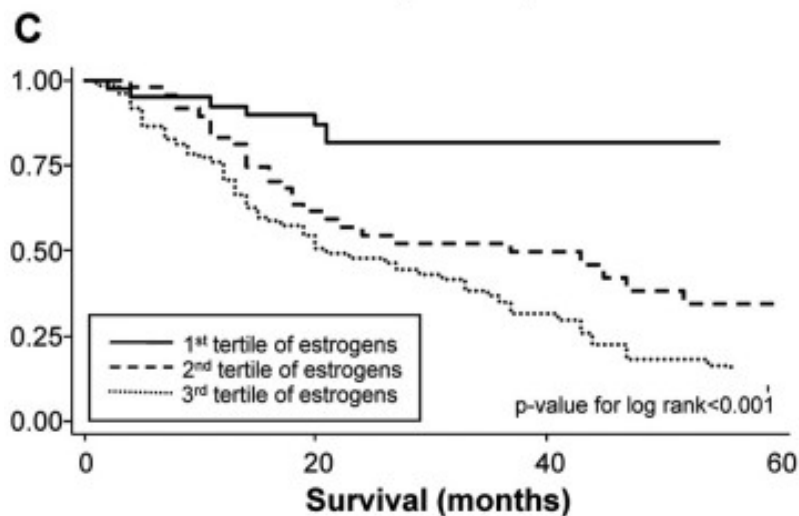 C
1.00
0.75
0.50
0.25
0.00
1st tertile of estrogens
2nd tertile of estrogens
3rd tertile of estrogens
p-value for log rank<0.001
0 20 40 60
Survival (months)